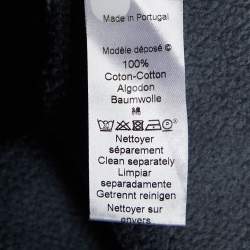 Made in Portugal
Modèle déposé ©
100%
Coton-Cotton
Algodon
Baumwolle
Nettoyer
séparement
Clean separately
Limpiar
separadamente
Getrennt reinigen
Nettoyer sur
envers